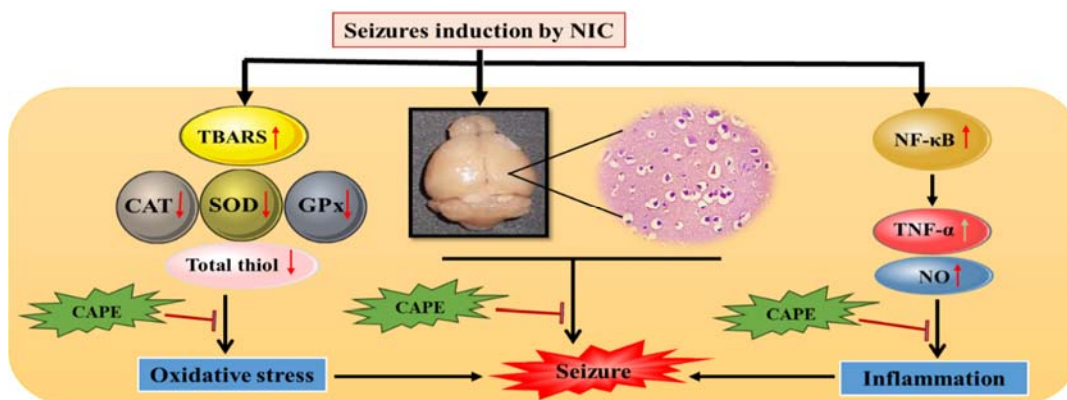 Seizures induction by NIC
TBARS ↑
CAT ↓ SOD ↓ GPx ↓
Total thiol ↓
CAPE
Oxidative stress
CAPE
Seizure
NF-κB ↑
TNF-α ↑
NO ↑
CAPE
Inflammation